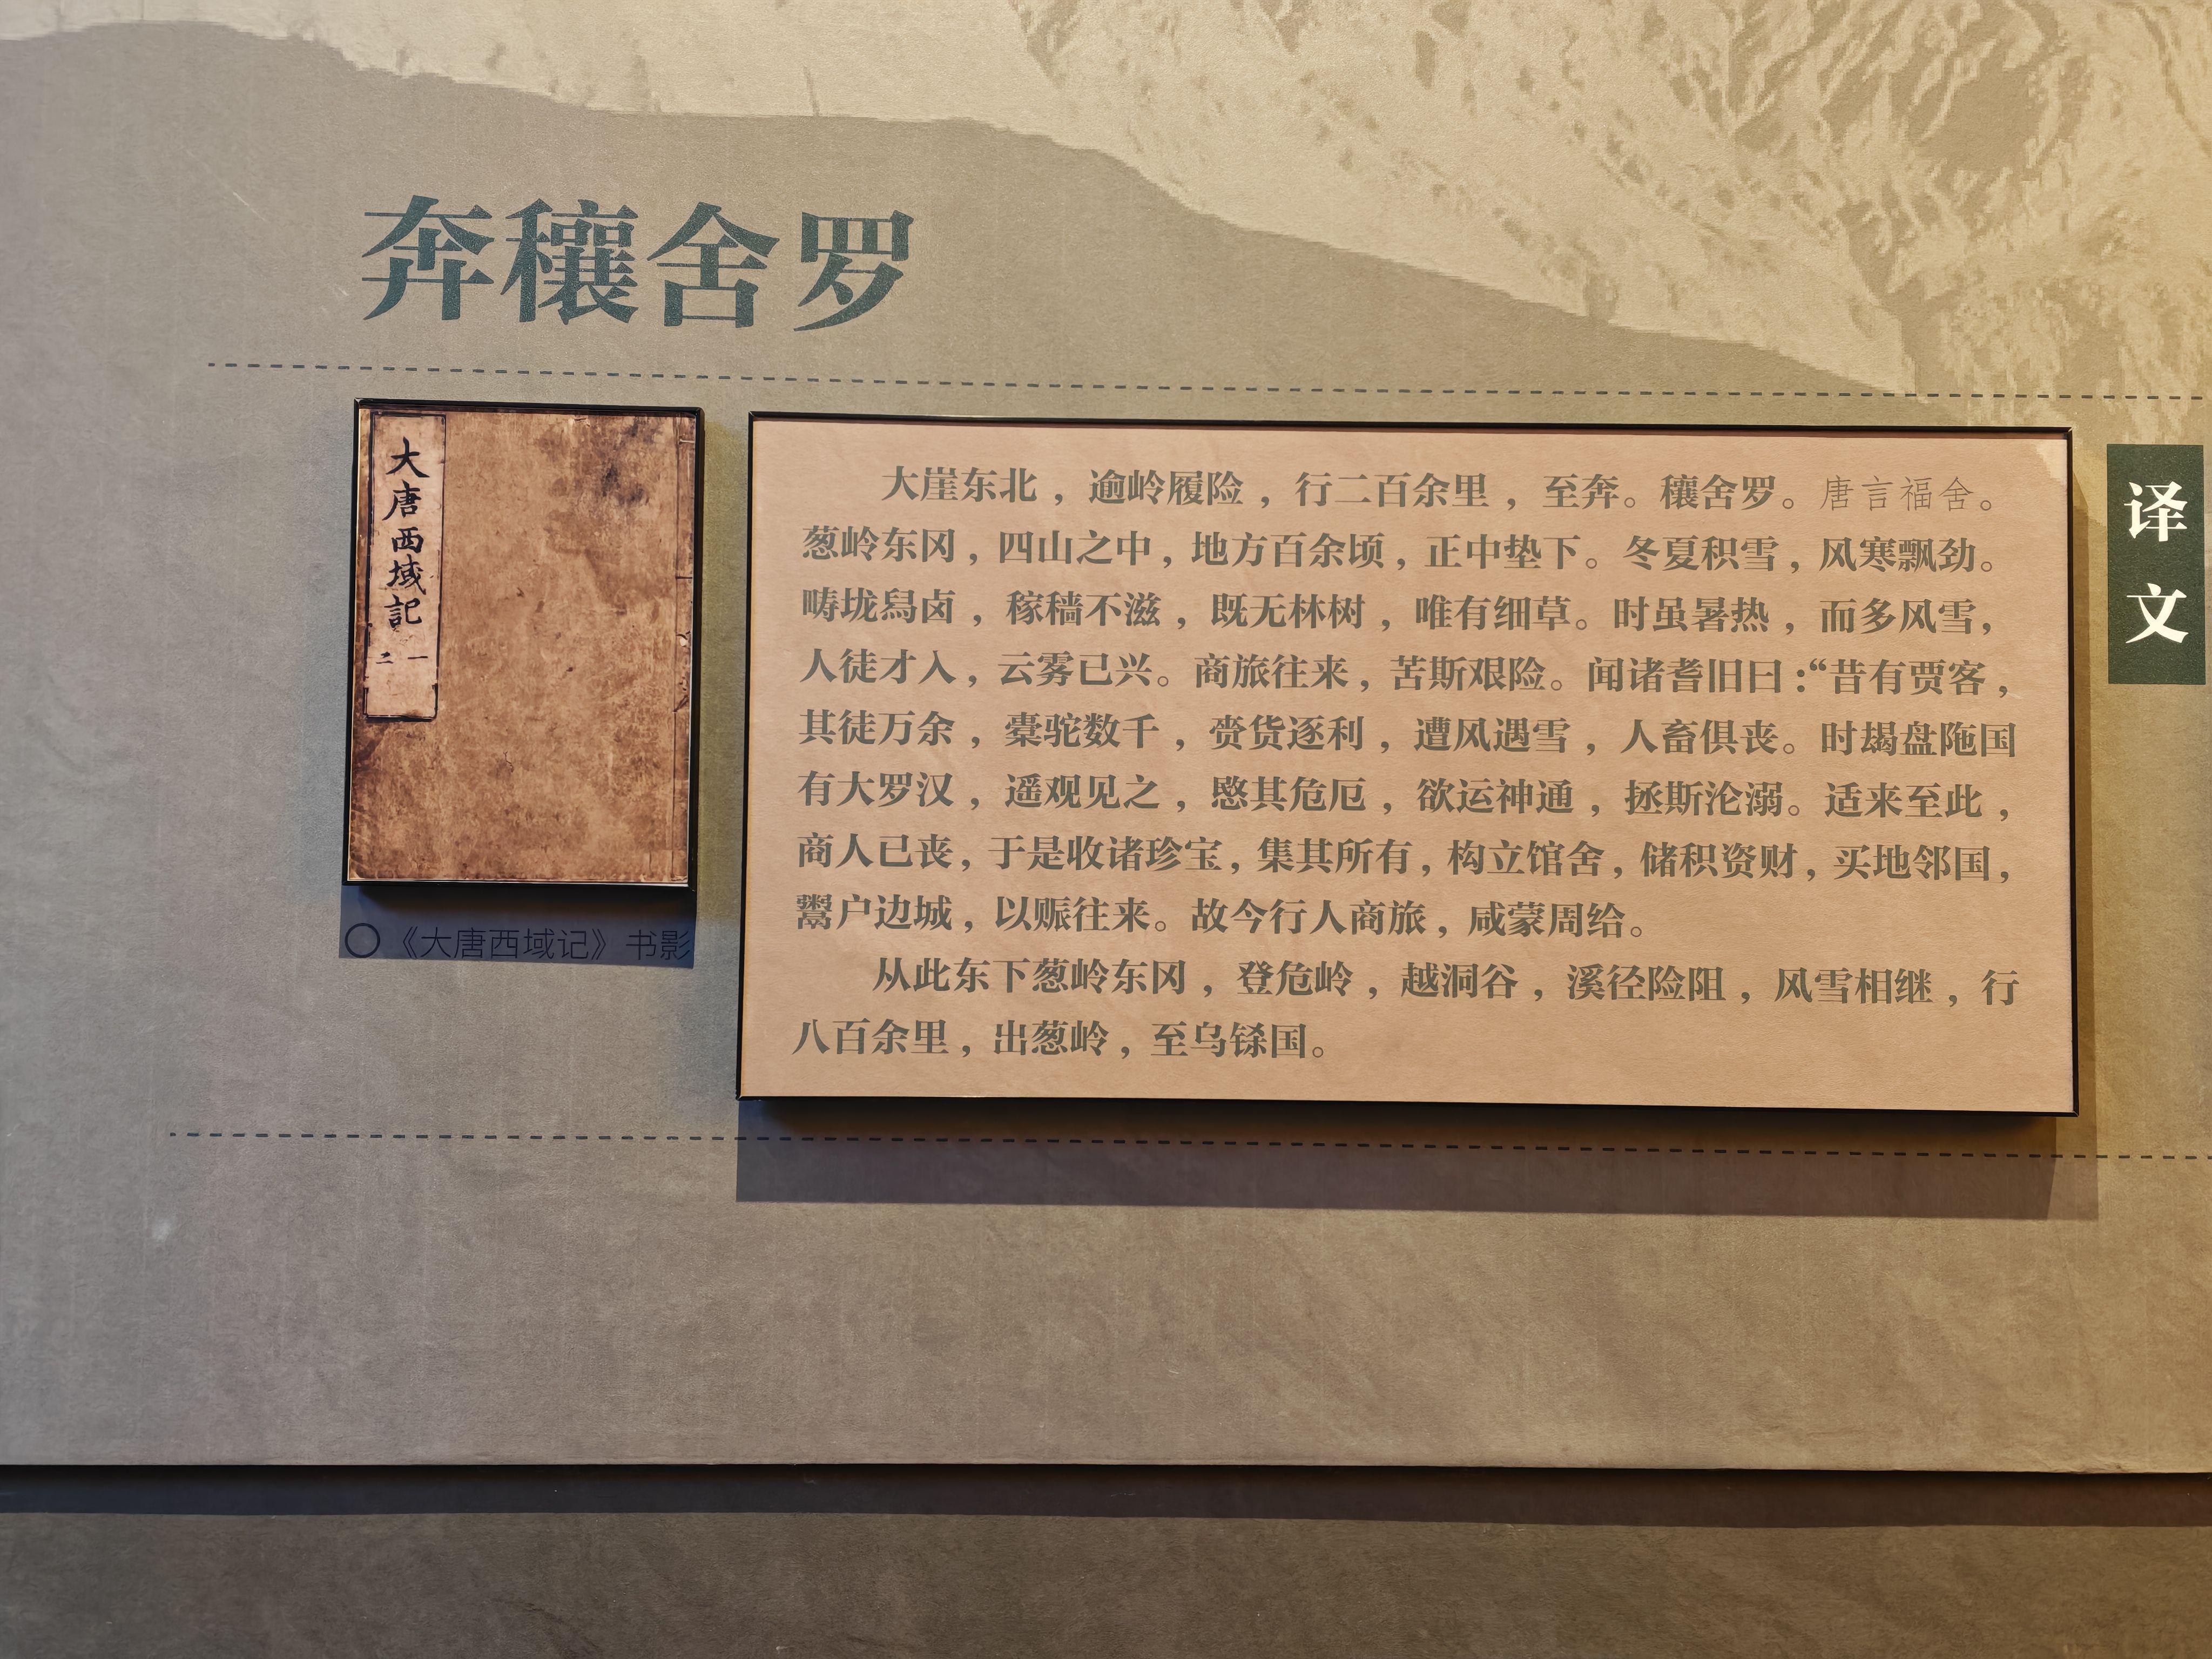 奔穰舍罗
大唐西域記
二 一
○《大唐西域记》书影
大崖东北，逾岭履险，行二百余里，至奔。穰舍罗。唐言福舍。
葱岭东冈，四山之中，地方百余顷，正中垫下。冬夏积雪，风寒飘劲。
畴垅舄卤，稼穑不滋，既无林树，唯有细草。时虽暑热，而多风雪，
人徒才入，云雾已兴。商旅往来，苦斯艰险。闻诸耆旧曰：“昔有贾客，
其徒万余，橐驼数千，赍货逐利，遭风遇雪，人畜俱丧。时朅盘陁国
有大罗汉，遥观见之，愍其危厄，欲运神通，拯斯沦溺。适来至此，
商人已丧，于是收诸珍宝，集其所有，构立馆舍，储积资财，买地邻国，
鬻户边城，以赈往来。故今行人商旅，咸蒙周给。
从此东下葱岭东冈，登危岭，越洞谷，溪径险阻，风雪相继，行
八百余里，出葱岭，至乌铩国。
译
文